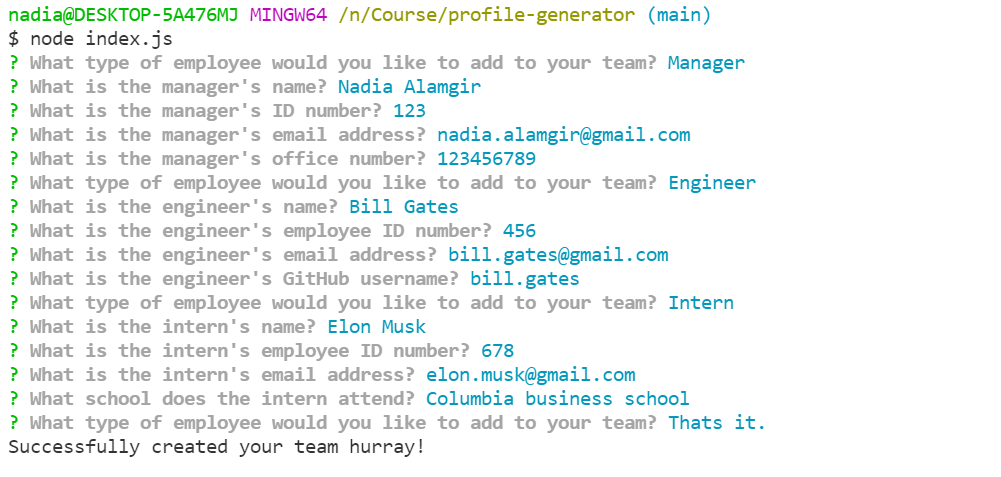 nadia@DESKTOP-5A476MJ MINGW64 /n/Course/profile-generator (main)
$ node index.js
? What type of employee would you like to add to your team? Manager
? What is the manager's name? Nadia Alamgir
? What is the manager's ID number? 123
? What is the manager's email address? nadia.alamgir@gmail.com
? What is the manager's office number? 123456789
? What type of employee would you like to add to your team? Engineer
? What is the engineer's name? Bill Gates
? What is the engineer's employee ID number? 456
? What is the engineer's email address? bill.gates@gmail.com
? What is the engineer's GitHub username? bill.gates
? What type of employee would you like to add to your team? Intern
? What is the intern's name? Elon Musk
? What is the intern's employee ID number? 678
? What is the intern's email address? elon.musk@gmail.com
? What school does the intern attend? Columbia business school
? What type of employee would you like to add to your team? Thats it.
Successfully created your team hurray!